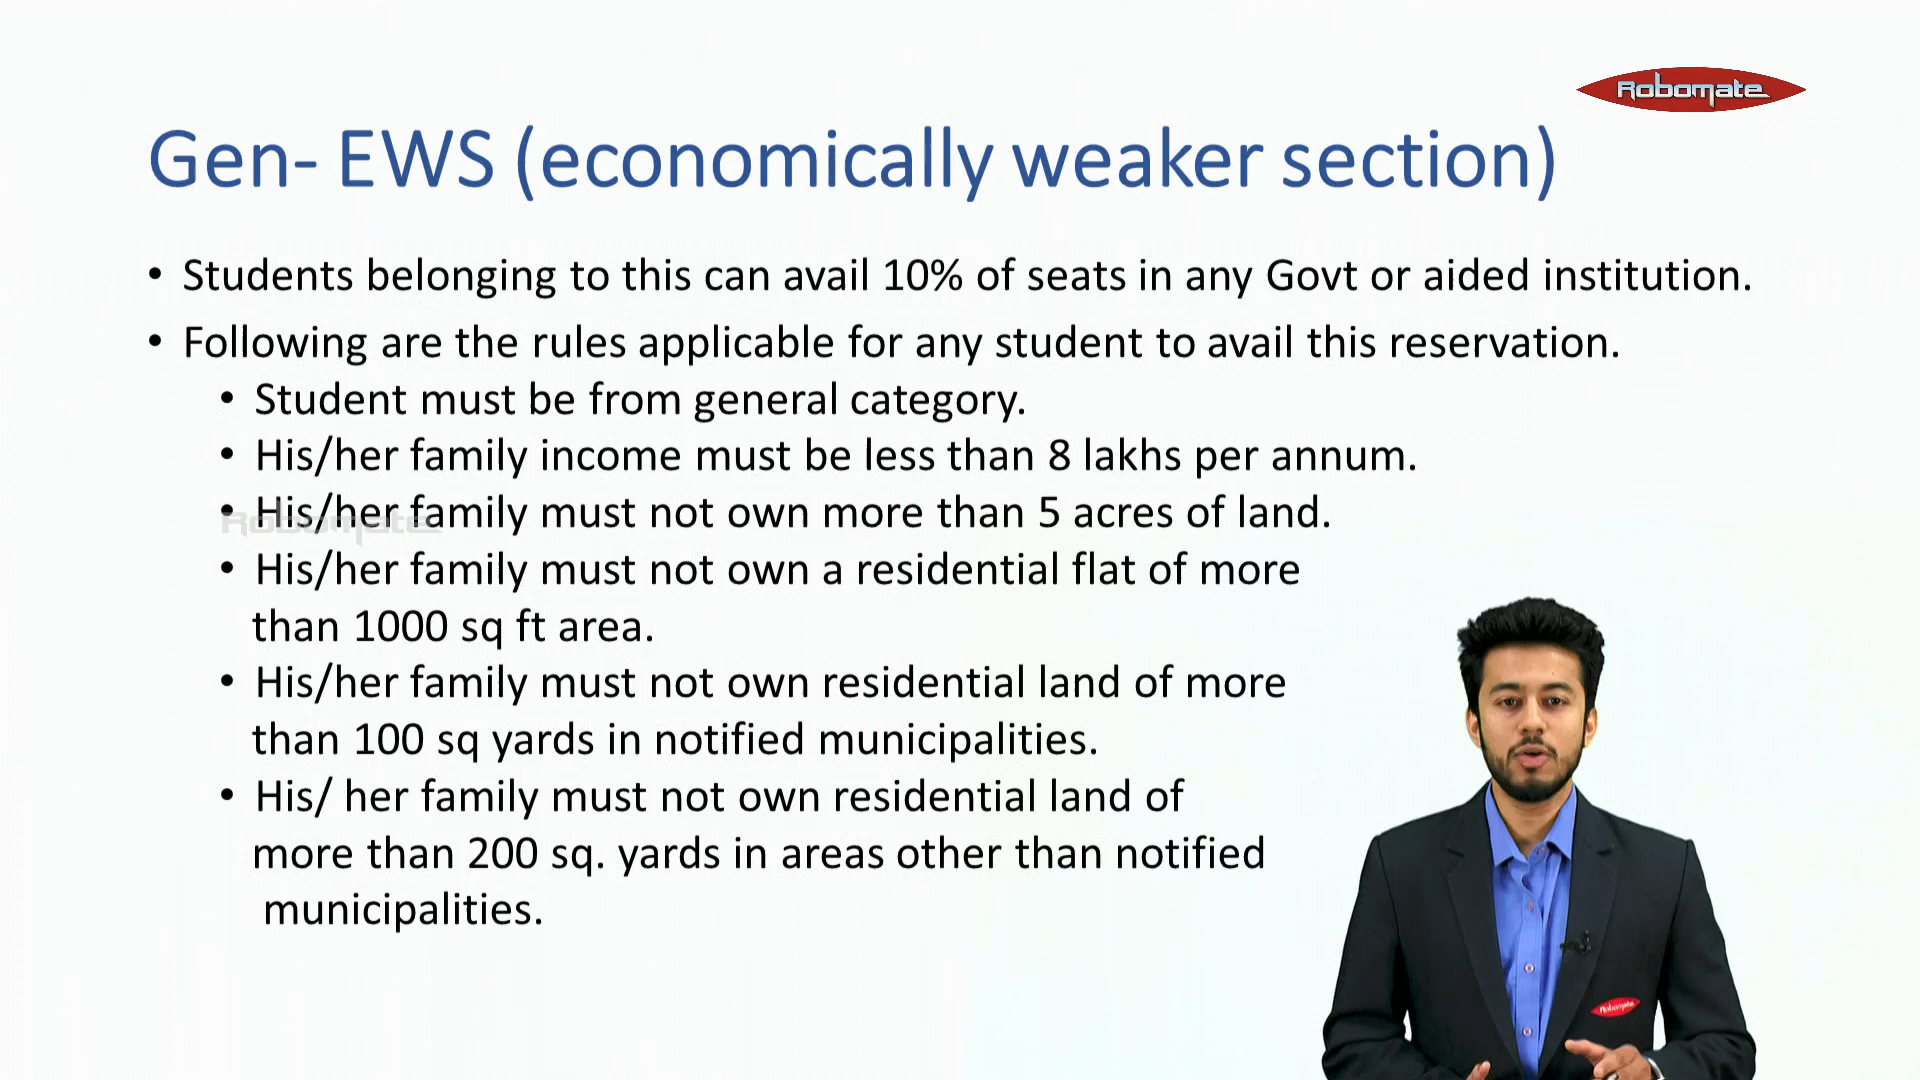 Robomate
Gen- EWS (economically weaker section)
• Students belonging to this can avail 10% of seats in any Govt or aided institution.
• Following are the rules applicable for any student to avail this reservation.
• Student must be from general category.
• His/her family income must be less than 8 lakhs per annum.
• His/her family must not own more than 5 acres of land.
Robomate
• His/her family must not own a residential flat of more
than 1000 sq ft area.
• His/her family must not own residential land of more
than 100 sq yards in notified municipalities.
• His/ her family must not own residential land of
more than 200 sq. yards in areas other than notified
municipalities.
Robomate